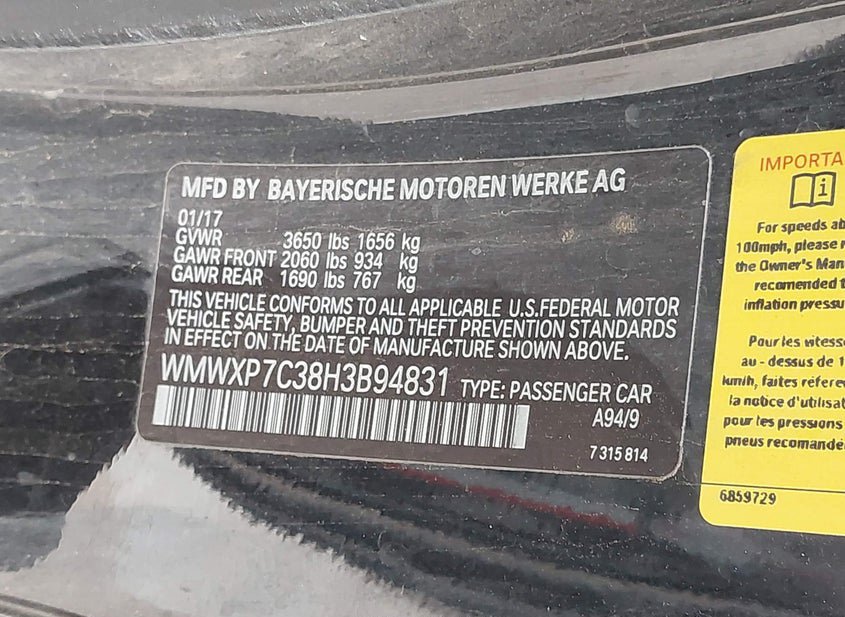 MFD BY BAYERISCHE MOTOREN WERKE AG
01/17
GVWR 3650 lbs 1656 kg
GAWR FRONT 2060 lbs 934 kg
GAWR REAR 1690 lbs 767 kg
THIS VEHICLE CONFORMS TO ALL APPLICABLE U.S.FEDERAL MOTOR
VEHICLE SAFETY, BUMPER AND THEFT PREVENTION STANDARDS
IN EFFECT ON THE DATE OF MANUFACTURE SHOWN ABOVE.
WMWXP7C38H3B94831 TYPE: PASSENGER CAR
A94/9
7 315 814
IMPORTA
i
For speeds ab
100mph, please r
the Owner's Man
recomended t
inflation pressu
Pour les vitess
au - dessus de 1
km/h, faites réfere
la notice d'utilisat
pour les pressions
pneus recomandé
6859729